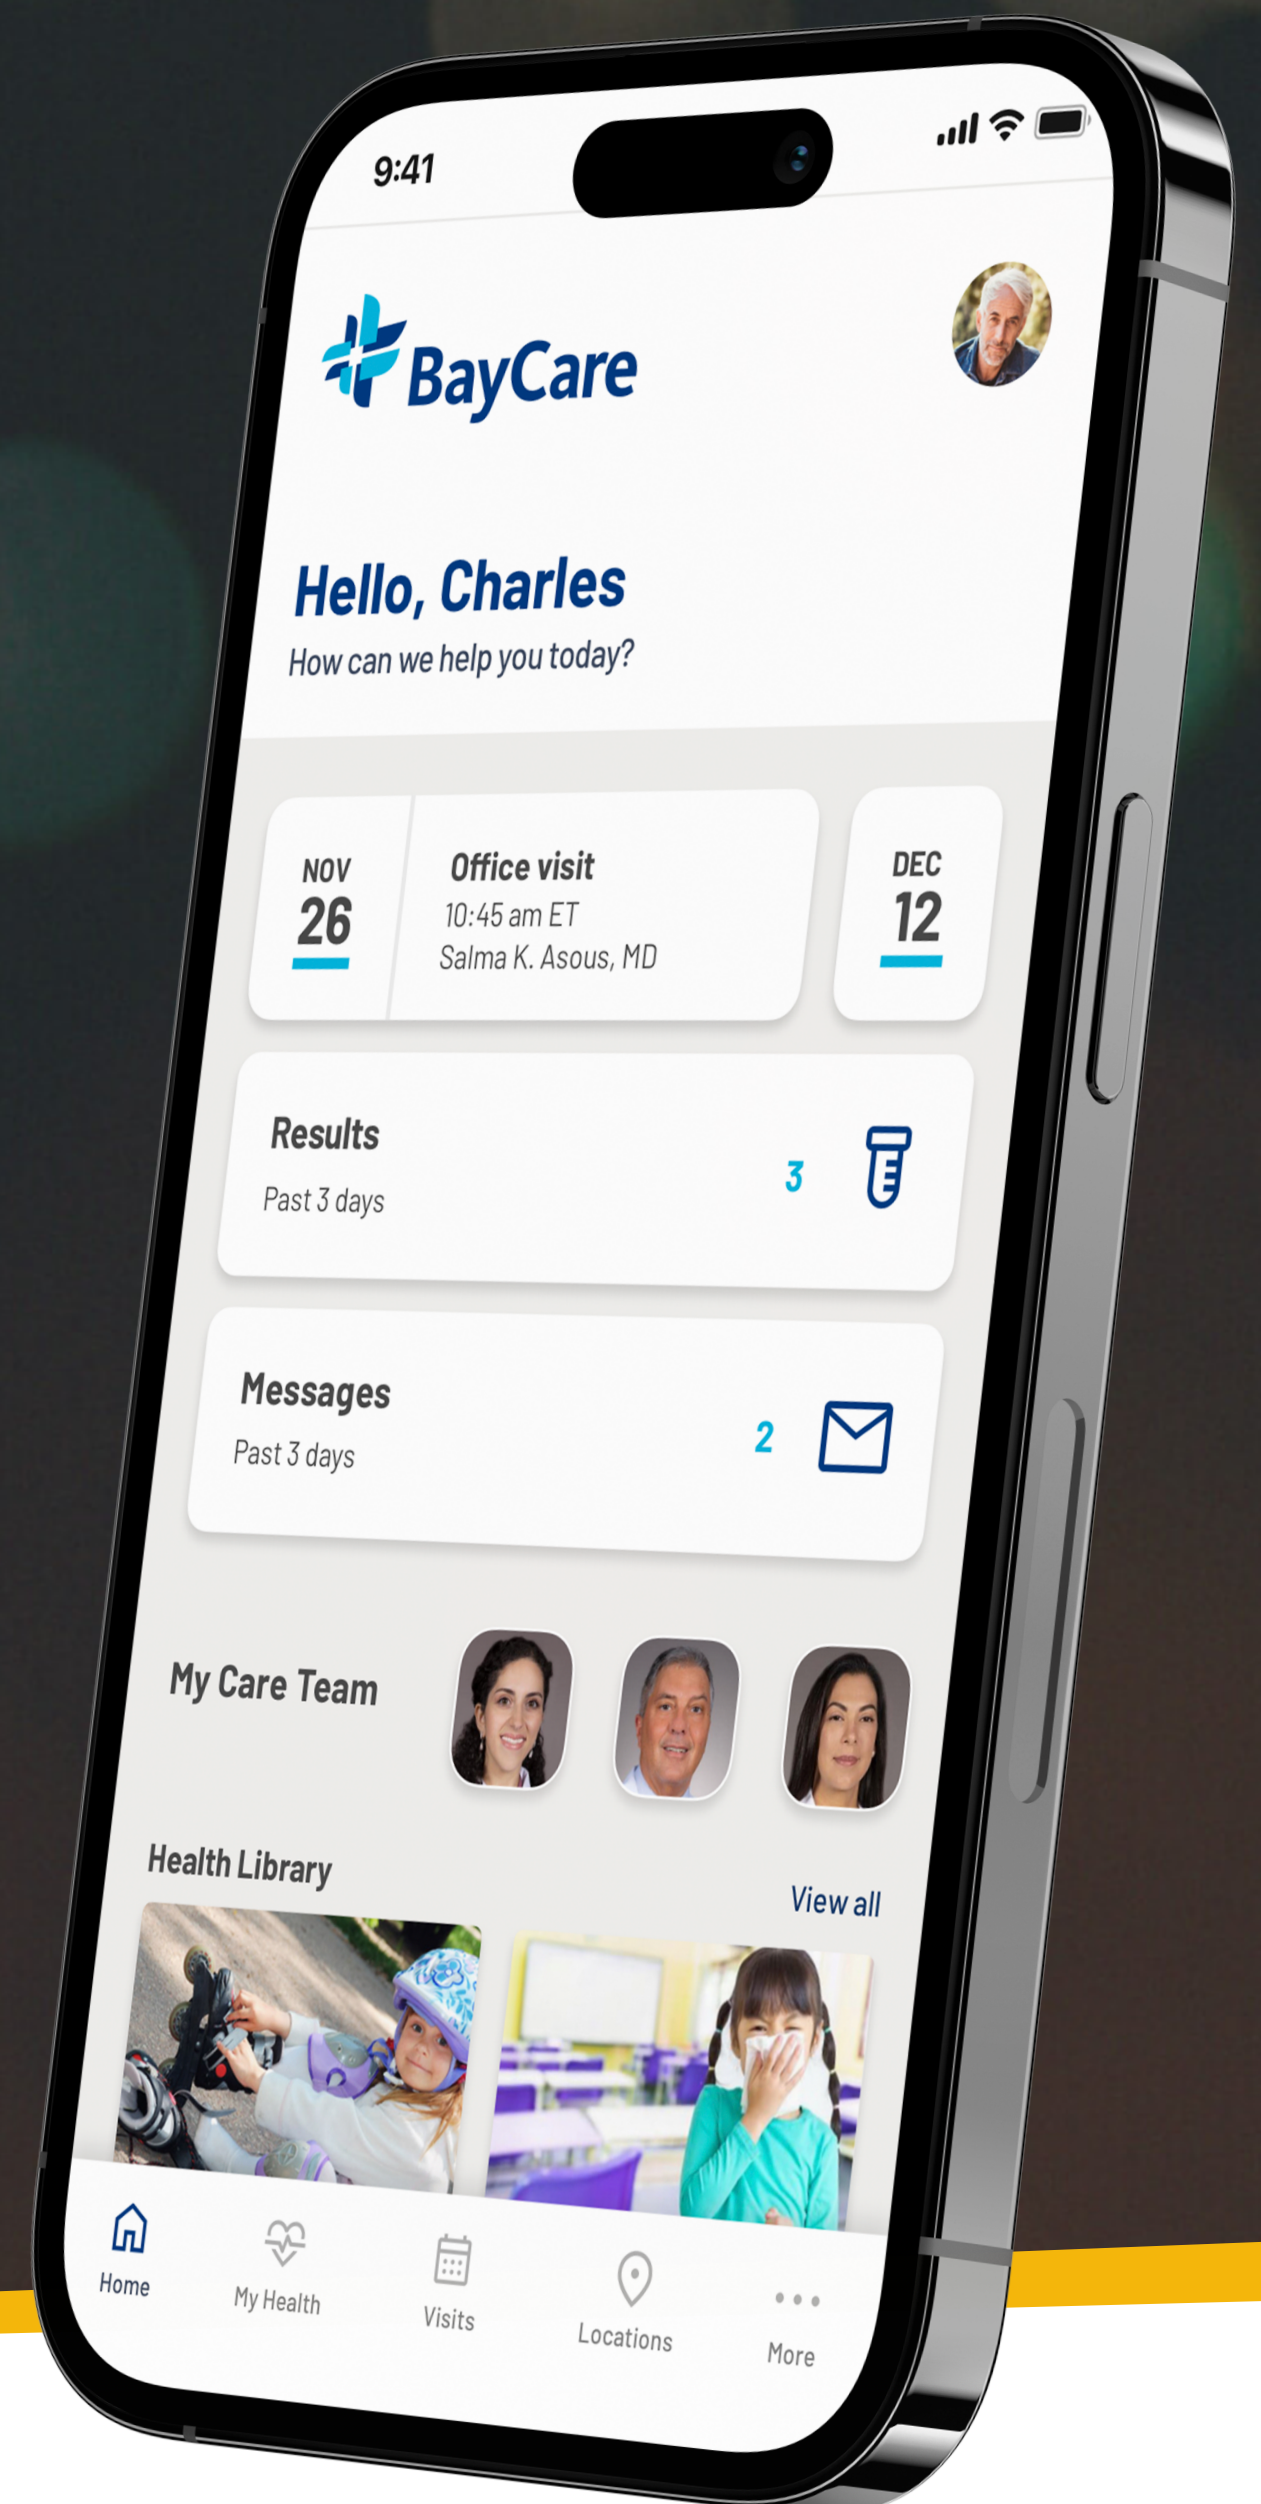 9:41
BayCare
Hello, Charles
How can we help you today?
NOV
26
Office visit
10:45 am ET
Salma K. Asous, MD
DEC
12
Results
Past 3 days
3
Messages
Past 3 days
2
My Care Team
Health Library
View all
Home
My Health
Visits
Locations
More